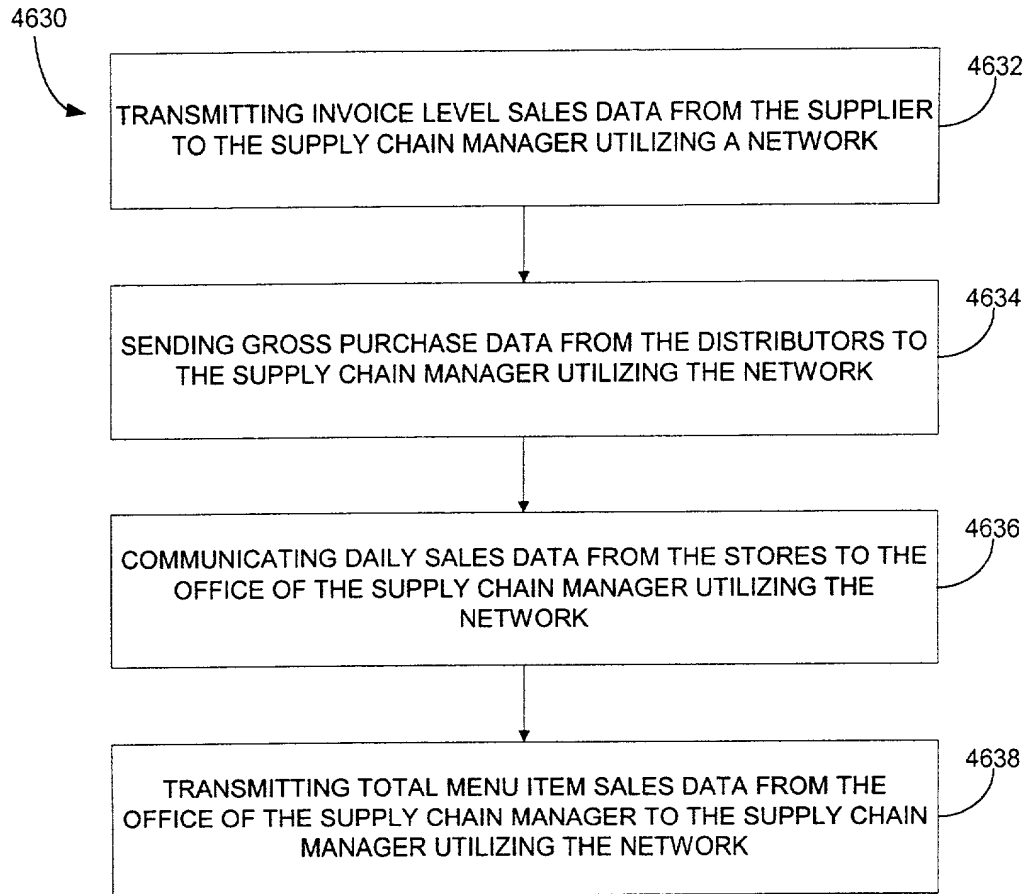 4630
4632
TRANSMITTING INVOICE LEVEL SALES DATA FROM THE SUPPLIER
TO THE SUPPLY CHAIN MANAGER UTILIZING A NETWORK
4634
SENDING GROSS PURCHASE DATA FROM THE DISTRIBUTORS TO
THE SUPPLY CHAIN MANAGER UTILIZING THE NETWORK
4636
COMMUNICATING DAILY SALES DATA FROM THE STORES TO THE
OFFICE OF THE SUPPLY CHAIN MANAGER UTILIZING THE
NETWORK
4638
TRANSMITTING TOTAL MENU ITEM SALES DATA FROM THE
OFFICE OF THE SUPPLY CHAIN MANAGER TO THE SUPPLY CHAIN
MANAGER UTILIZING THE NETWORK